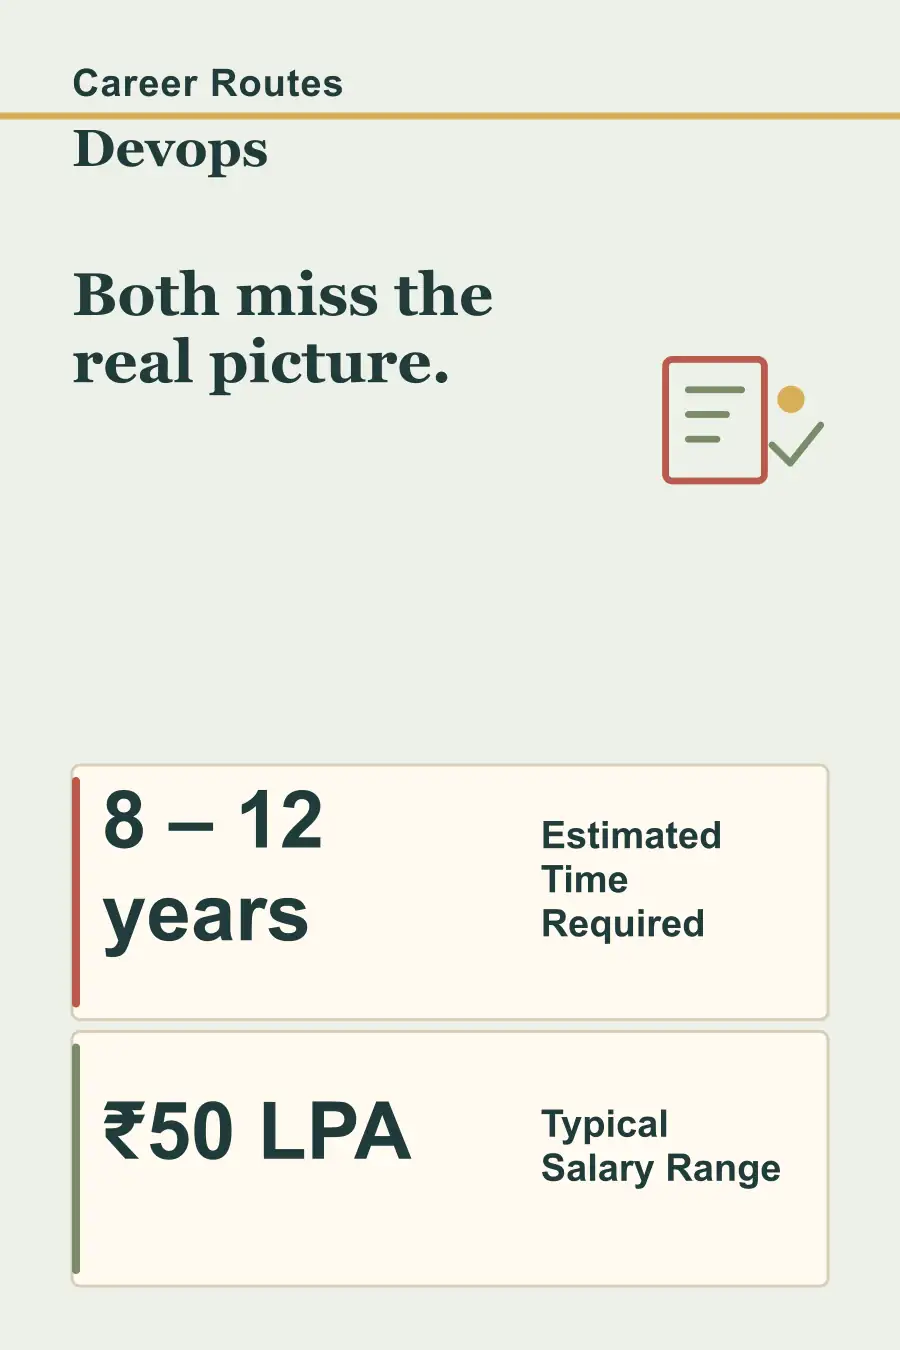 Career Routes
Devops
Both miss the
real picture.
8 – 12
years
Estimated
Time
Required
₹50 LPA
Typical
Salary Range